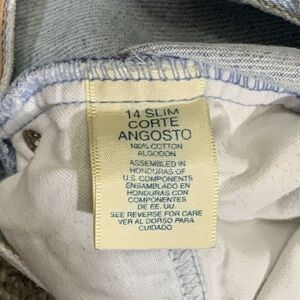 14 SLIM
CORTE
ANGOSTO
100% COTTON
ALGODON
ASSEMBLED IN
HONDURAS OF
U.S. COMPONENTS
ENSAMBLADO EN
HONDURAS CON
COMPONENTES
DE EE. UU.
SEE REVERSE FOR CARE
VER AL DORSO PARA
CUIDADO